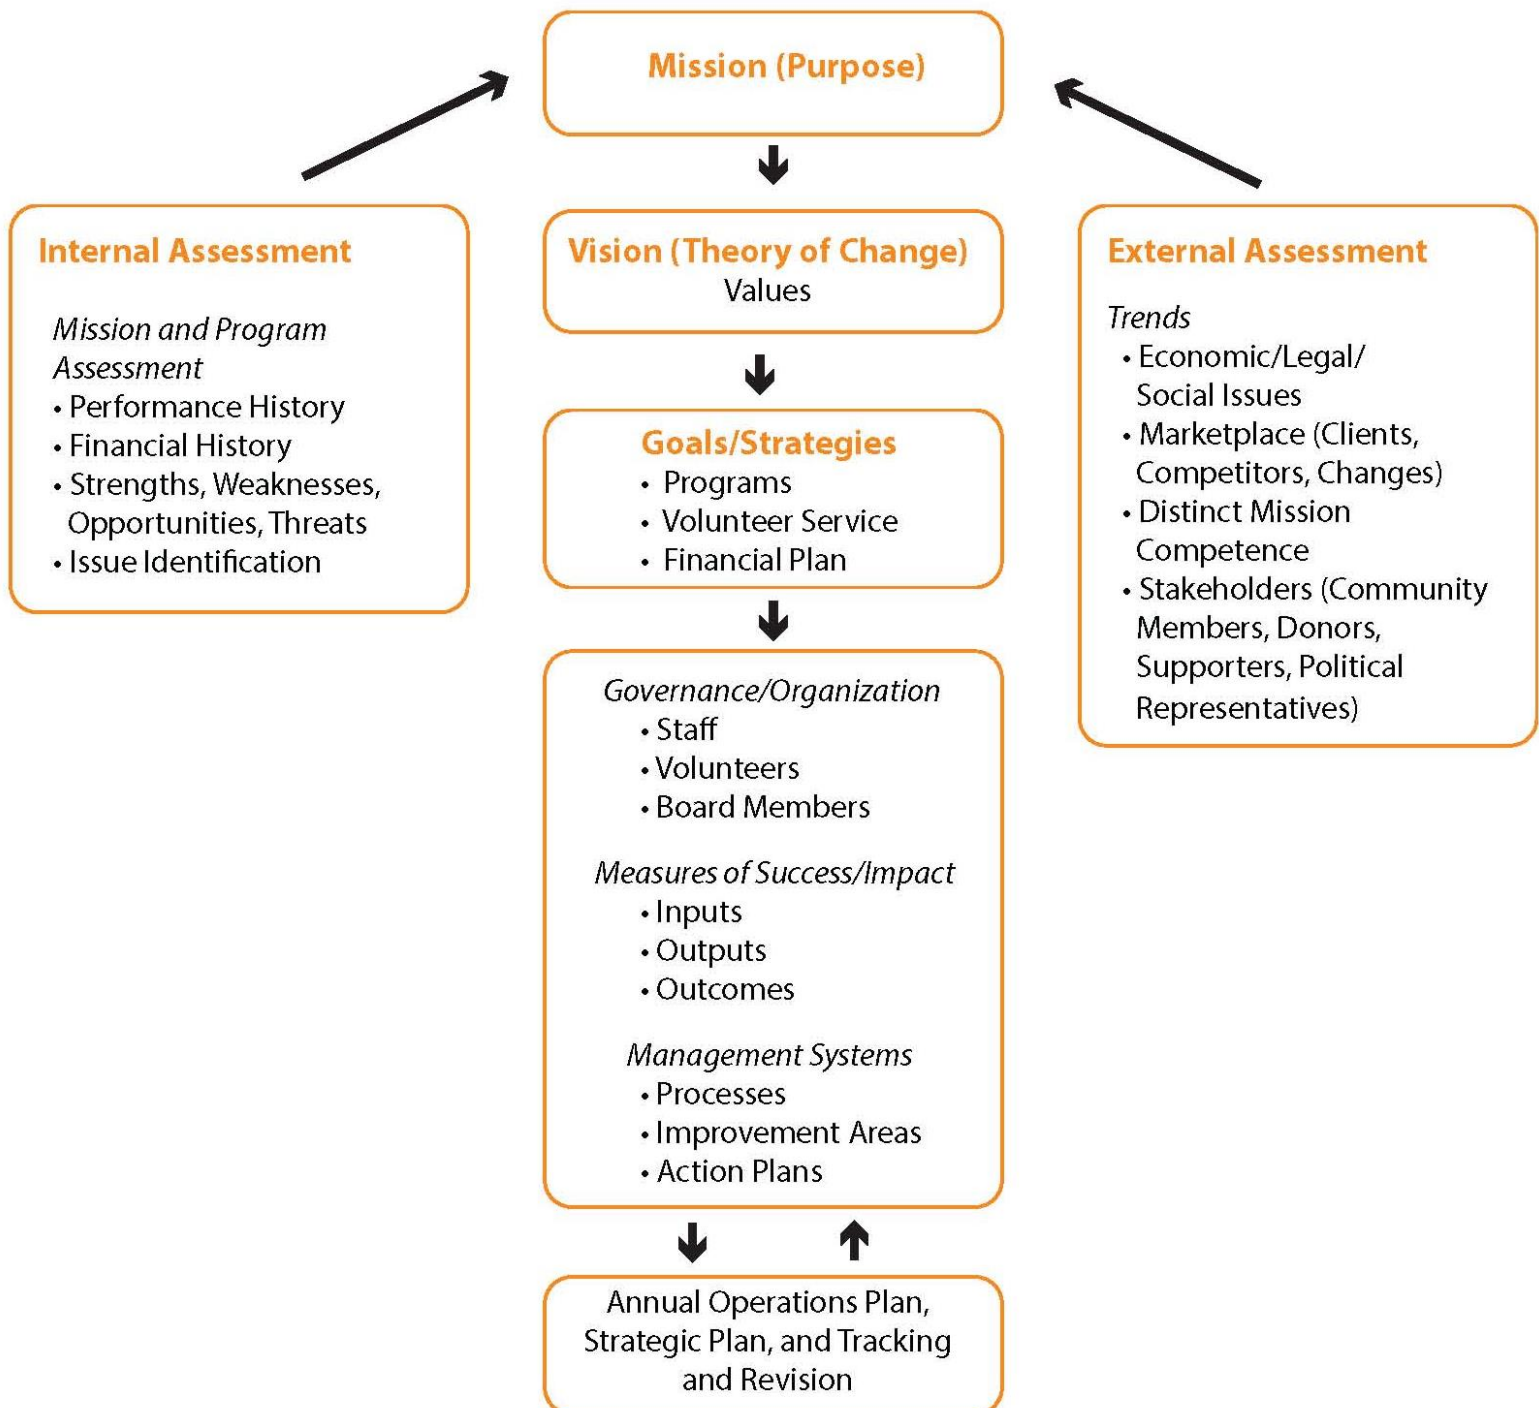 Mission (Purpose)
Internal Assessment
Mission and Program
Assessment
• Performance History
• Financial History
• Strengths, Weaknesses,
Opportunities, Threats
• Issue Identification
Vision (Theory of Change)
Values
Goals/Strategies
• Programs
• Volunteer Service
• Financial Plan
Governance/Organization
• Staff
• Volunteers
• Board Members
Measures of Success/Impact
• Inputs
• Outputs
• Outcomes
Management Systems
• Processes
• Improvement Areas
• Action Plans
Annual Operations Plan,
Strategic Plan, and Tracking
and Revision
External Assessment
Trends
• Economic/Legal/
Social Issues
• Marketplace (Clients,
Competitors, Changes)
• Distinct Mission
Competence
• Stakeholders (Community
Members, Donors,
Supporters, Political
Representatives)